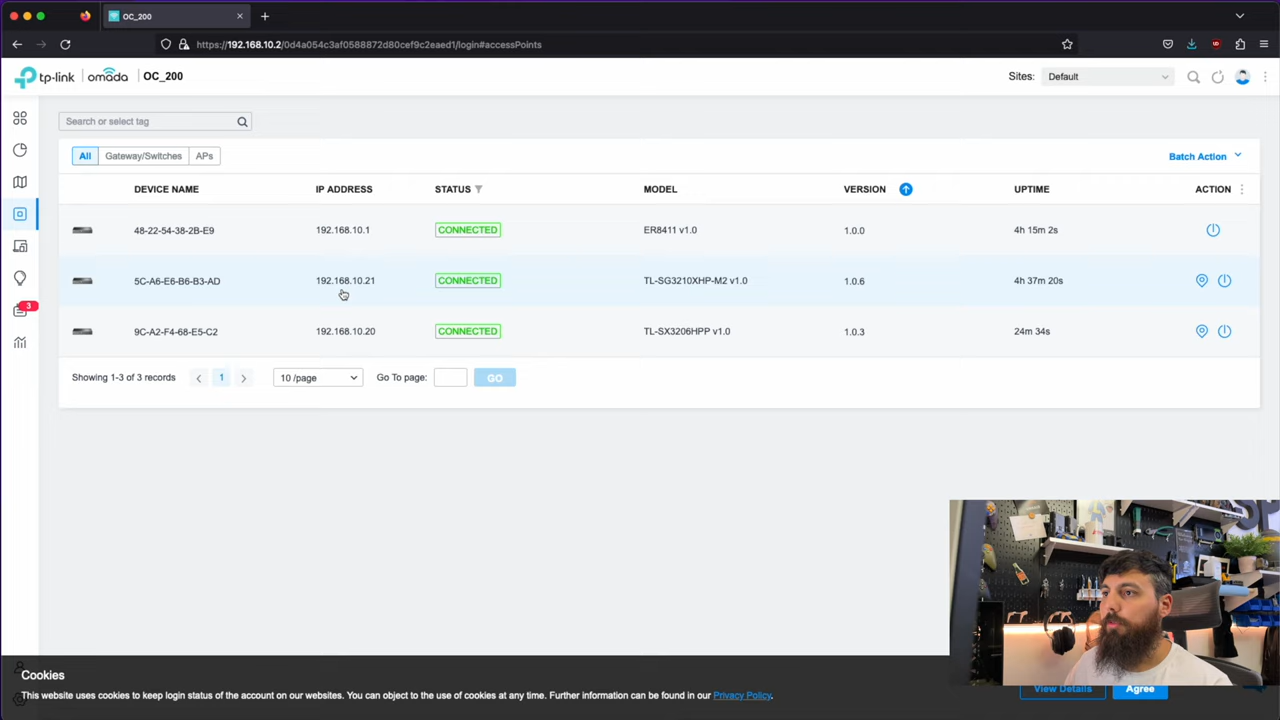 OC_200
https://192.168.10.2/0d4a054c3af0588872d80cef9c2eaed1/login#accessPoints
tp-link omada OC_200 Sites: Default
Search or select tag
All Gateway/Switches APs Batch Action
DEVICE NAME IP ADDRESS STATUS MODEL VERSION UPTIME ACTION
48-22-54-38-2B-E9 192.168.10.1 CONNECTED ER8411 v1.0 1.0.0 4h 15m 2s
5C-A6-E6-B6-B3-AD 192.168.10.21 CONNECTED TL-SG3210XHP-M2 v1.0 1.0.6 4h 37m 20s
9C-A2-F4-68-E5-C2 192.168.10.20 CONNECTED TL-SX3206HPP v1.0 1.0.3 24m 34s
3
Showing 1-3 of 3 records 1 10 /page Go To page: GO
Cookies
This website uses cookies to keep login status of the account on our websites. You can object to the use of cookies at any time. Further information can be found in our Privacy Policy.
View Details Agree